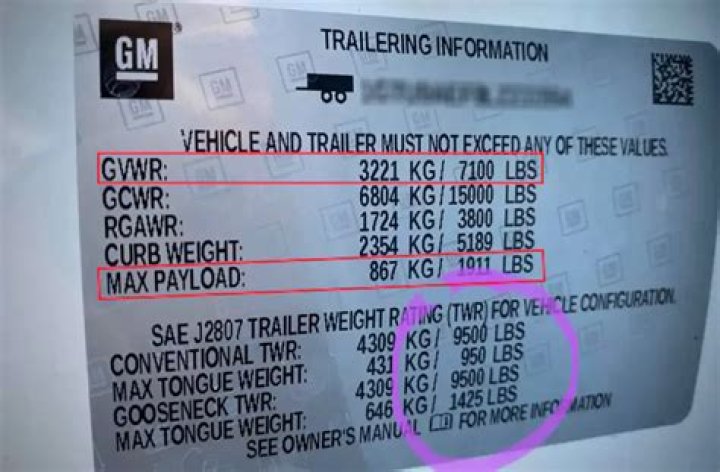 GM
TRAILERING INFORMATION
VEHICLE AND TRAILER MUST NOT EXCEED ANY OF THESE VALUES.
GVWR: 3221 KG/ 7100 LBS
GCWR: 6804 KG/ 15000 LBS
RGAWR: 1724 KG/ 3800 LBS
CURB WEIGHT: 2354 KG/ 5189 LBS
MAX PAYLOAD: 867 KG/ 1911 LBS
SAE J2807 TRAILER WEIGHT RATING (TWR) FOR VEHICLE CONFIGURATION.
CONVENTIONAL TWR: 4309 KG/ 9500 LBS
MAX TONGUE WEIGHT: 431 KG/ 950 LBS
GOOSENECK TWR: 4309 KG/ 9500 LBS
MAX TONGUE WEIGHT: 646 KG/ 1425 LBS
SEE OWNER'S MANUAL FOR MORE INFORMATION